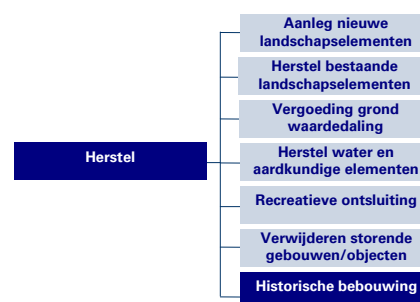 Aanleg nieuwe
landschapselementen
Herstel bestaande
landschapselementen
Vergoeding grond
waardedaling
Herstel
Herstel water en
aardkundige elementen
Recreatieve ontsluiting
Verwijderen storende
gebouwen/objecten
Historische bebouwing